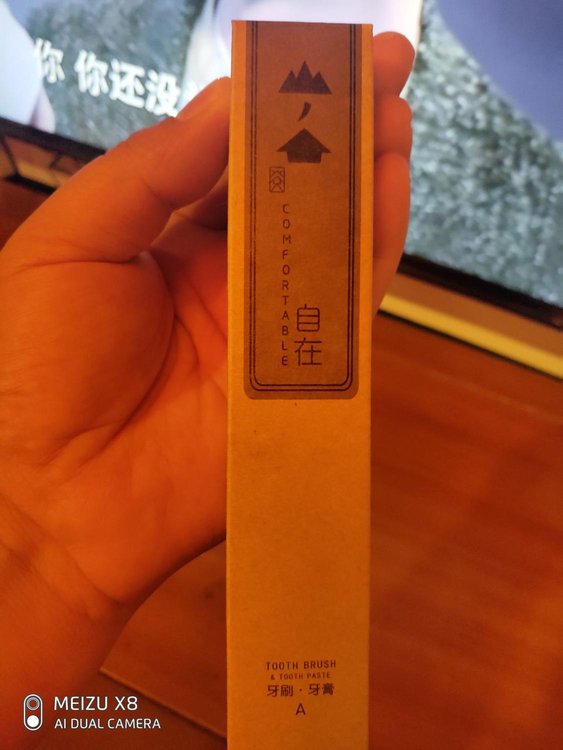 你 你还没
COMFORTABLE
自在
TOOTH BRUSH
& TOOTH PASTE
牙刷·牙膏
A
MEIZU X8
AI DUAL CAMERA